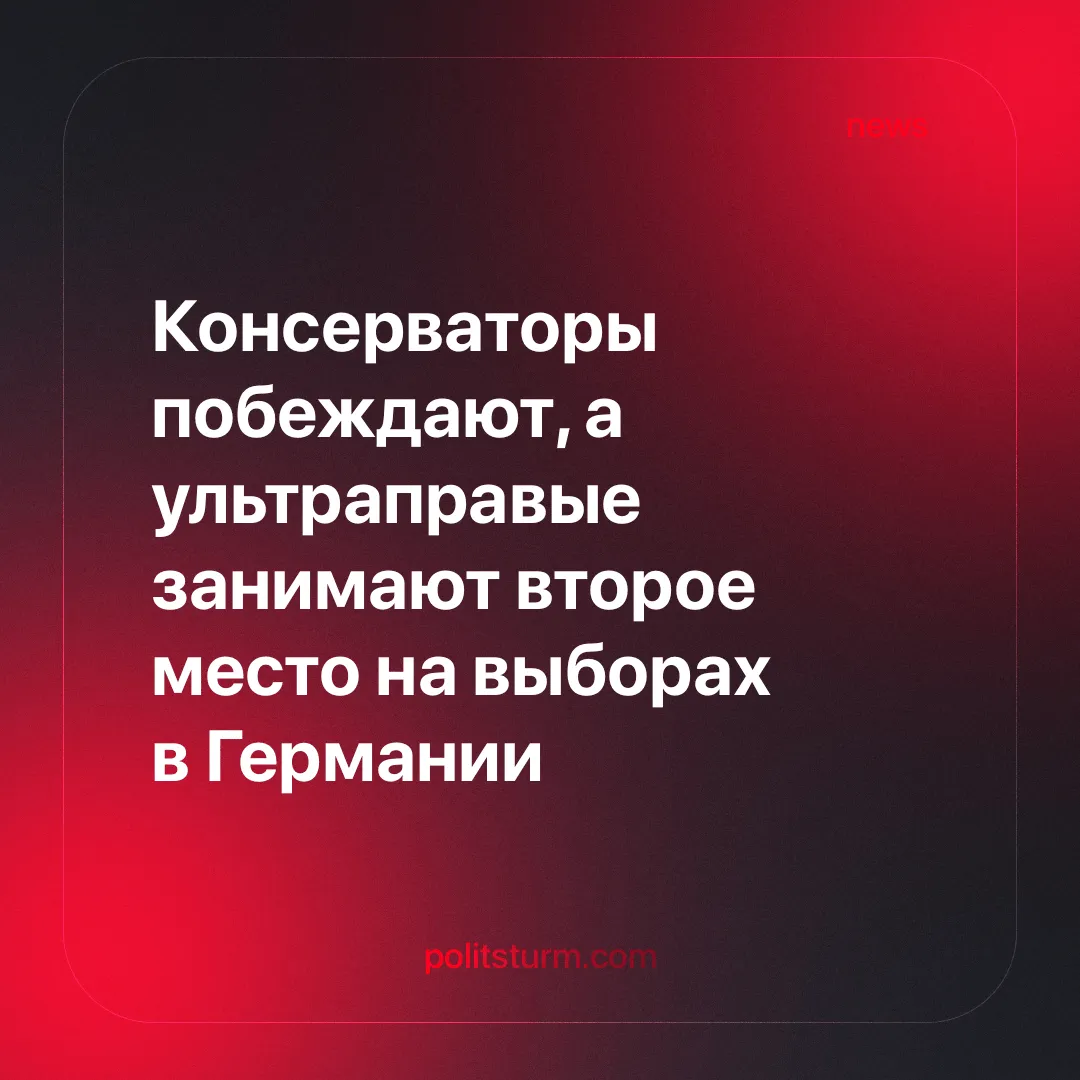 news
Консерваторы
побеждают, а
ультраправые
занимают второе
место на выборах
в Германии
politsturm.com